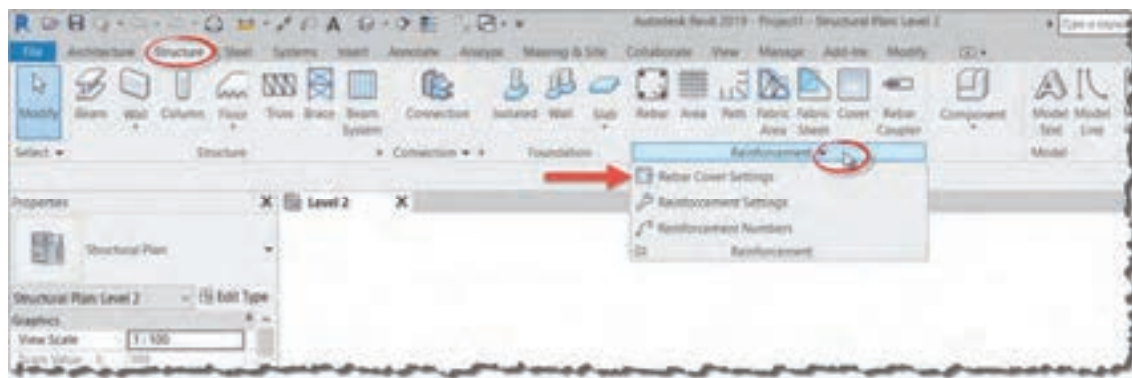 Autodesk Revit 2019 - Project1 - Structural Plan: Level 2
File Architecture Structure Steel Systems Insert Annotate Analyze Massing & Site Collaborate View Manage Add-Ins Modify
Modify Beam Wall Column Floor Truss Brace Beam System Connection Isolated Wall Slab Rebar Area Path Fabric Area Fabric Sheet Cover Rebar Coupler Component Model Text Model Line
Select Structure Connection Foundation Reinforcement Model
Rebar Cover Settings
Properties Level 2
Reinforcement Settings
Reinforcement Numbers
Structural Plan
Reinforcement
Structural Plan: Level 2 Edit Type
Graphics
View Scale 1 : 100